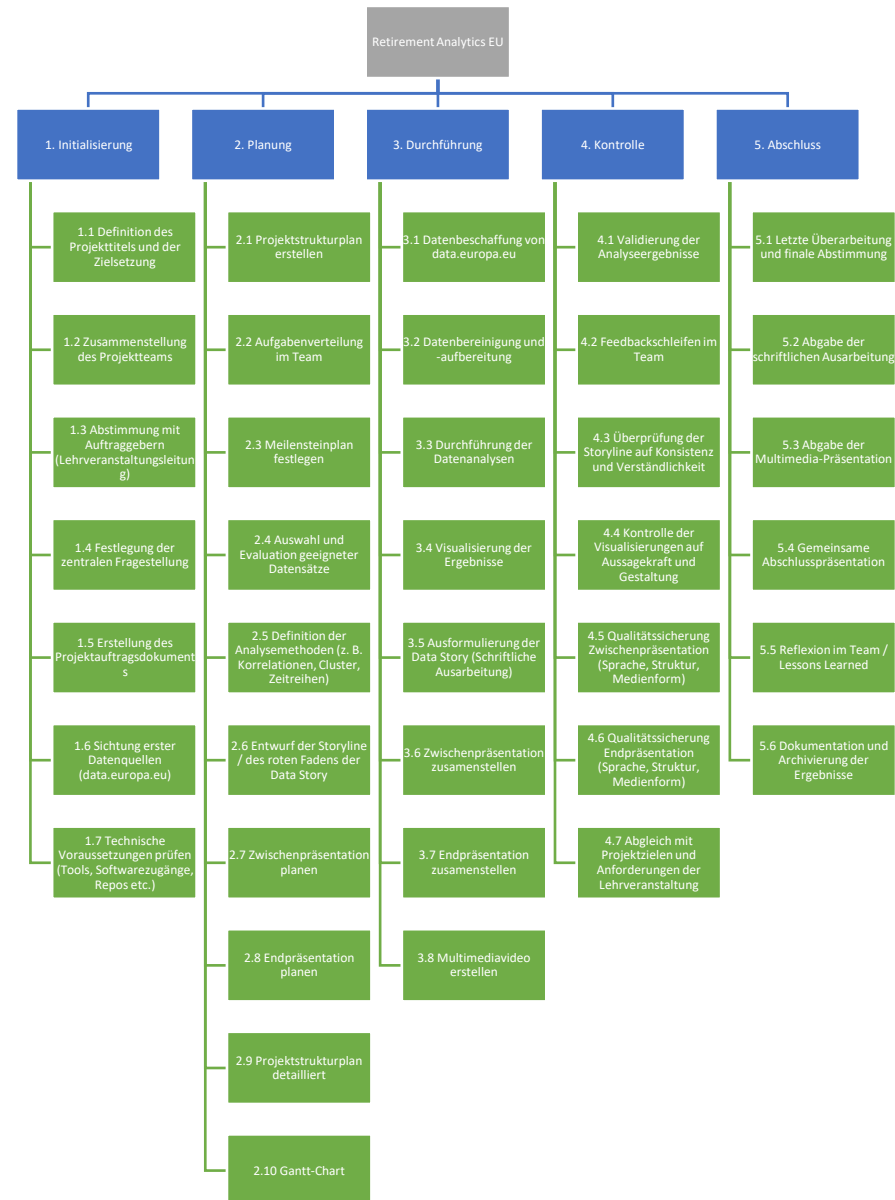 Retirement Analytics EU
1. Initialisierung
2. Planung
3. Durchführung
4. Kontrolle
5. Abschluss
1.1 Definition des
Projekttitels und der
Zielsetzung
1.2 Zusammenstellung
des Projektteams
1.3 Abstimmung mit
Auftraggebern
(Lehrveranstaltungsleitun
g)
1.4 Festlegung der
zentralen Fragestellung
1.5 Erstellung des
Projektauftragsdokument
s
1.6 Sichtung erster
Datenquellen
(data.europa.eu)
1.7 Technische
Voraussetzungen prüfen
(Tools, Softwarezugänge,
Repos etc.)
2.1 Projektstrukturplan
erstellen
2.2 Aufgabenverteilung
im Team
2.3 Meilensteinplan
festlegen
2.4 Auswahl und
Evaluation geeigneter
Datensätze
2.5 Definition der
Analysemethoden (z. B.
Korrelationen, Cluster,
Zeitreihen)
2.6 Entwurf der Storyline
/ des roten Fadens der
Data Story
2.7 Zwischenpräsentation
planen
2.8 Endpräsentation
planen
2.9 Projektstrukturplan
detailliert
2.10 Gantt-Chart
3.1 Datenbeschaffung von
data.europa.eu
3.2 Datenbereinigung und
-aufbereitung
3.3 Durchführung der
Datenanalysen
3.4 Visualisierung der
Ergebnisse
3.5 Ausformulierung der
Data Story (Schriftliche
Ausarbeitung)
3.6 Zwischenpräsentation
zusamenstellen
3.7 Endpräsentation
zusamenstellen
3.8 Multimediavideo
erstellen
4.1 Validierung der
Analyseergebnisse
4.2 Feedbackschleifen im
Team
4.3 Überprüfung der
Storyline auf Konsistenz
und Verständlichkeit
4.4 Kontrolle der
Visualisierungen auf
Aussagekraft und
Gestaltung
4.5 Qualitätssicherung
Zwischenpräsentation
(Sprache, Struktur,
Medienform)
4.6 Qualitätssicherung
Endpräsentation
(Sprache, Struktur,
Medienform)
4.7 Abgleich mit
Projektzielen und
Anforderungen der
Lehrveranstaltung
5.1 Letzte Überarbeitung
und finale Abstimmung
5.2 Abgabe der
schriftlichen Ausarbeitung
5.3 Abgabe der
Multimedia-Präsentation
5.4 Gemeinsame
Abschlusspräsentation
5.5 Reflexion im Team /
Lessons Learned
5.6 Dokumentation und
Archivierung der
Ergebnisse